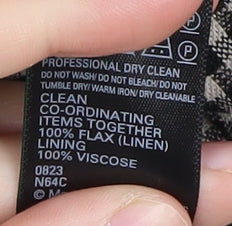 P
P
PROFESSIONAL DRY CLEAN
DO NOT WASH/ DO NOT BLEACH/ DO NOT
TUMBLE DRY/ WARM IRON/ DRY CLEANABLE
CLEAN
CO-ORDINATING
ITEMS TOGETHER
100% FLAX (LINEN)
LINING
100% VISCOSE
0823
N64C
©